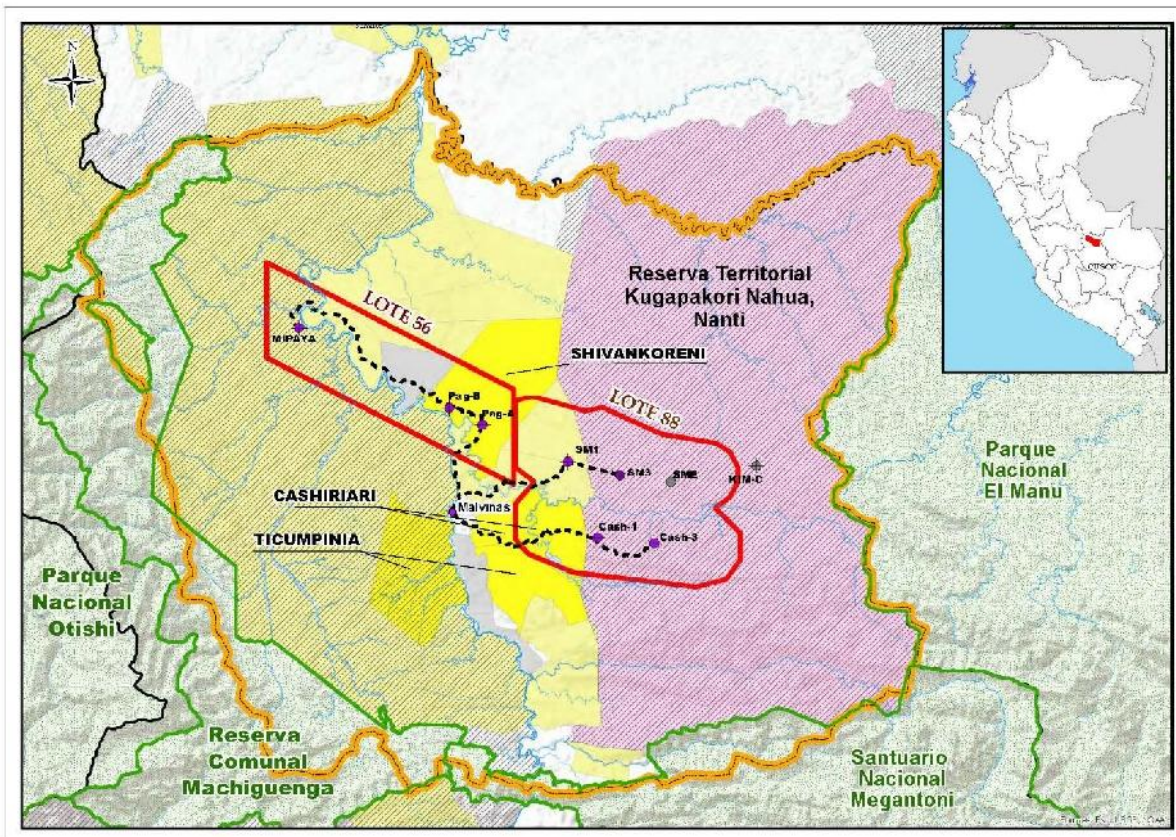 N
Reserva Territorial
Kugapakori Nahua,
Nanti
LOTE 56
MIPAYA
SHIVANKORENI
Pag-B
Pag-A
LOTE 88
SM1
SM3
SM2
KIM-C
CASHIRIARI
Malvinas
TICUMPINIA
Cash-1
Cash-3
Parque
Nacional
El Manu
Parque
Nacional
Otishi
Reserva
Comunal
Machiguenga
Santuario
Nacional
Megantoni